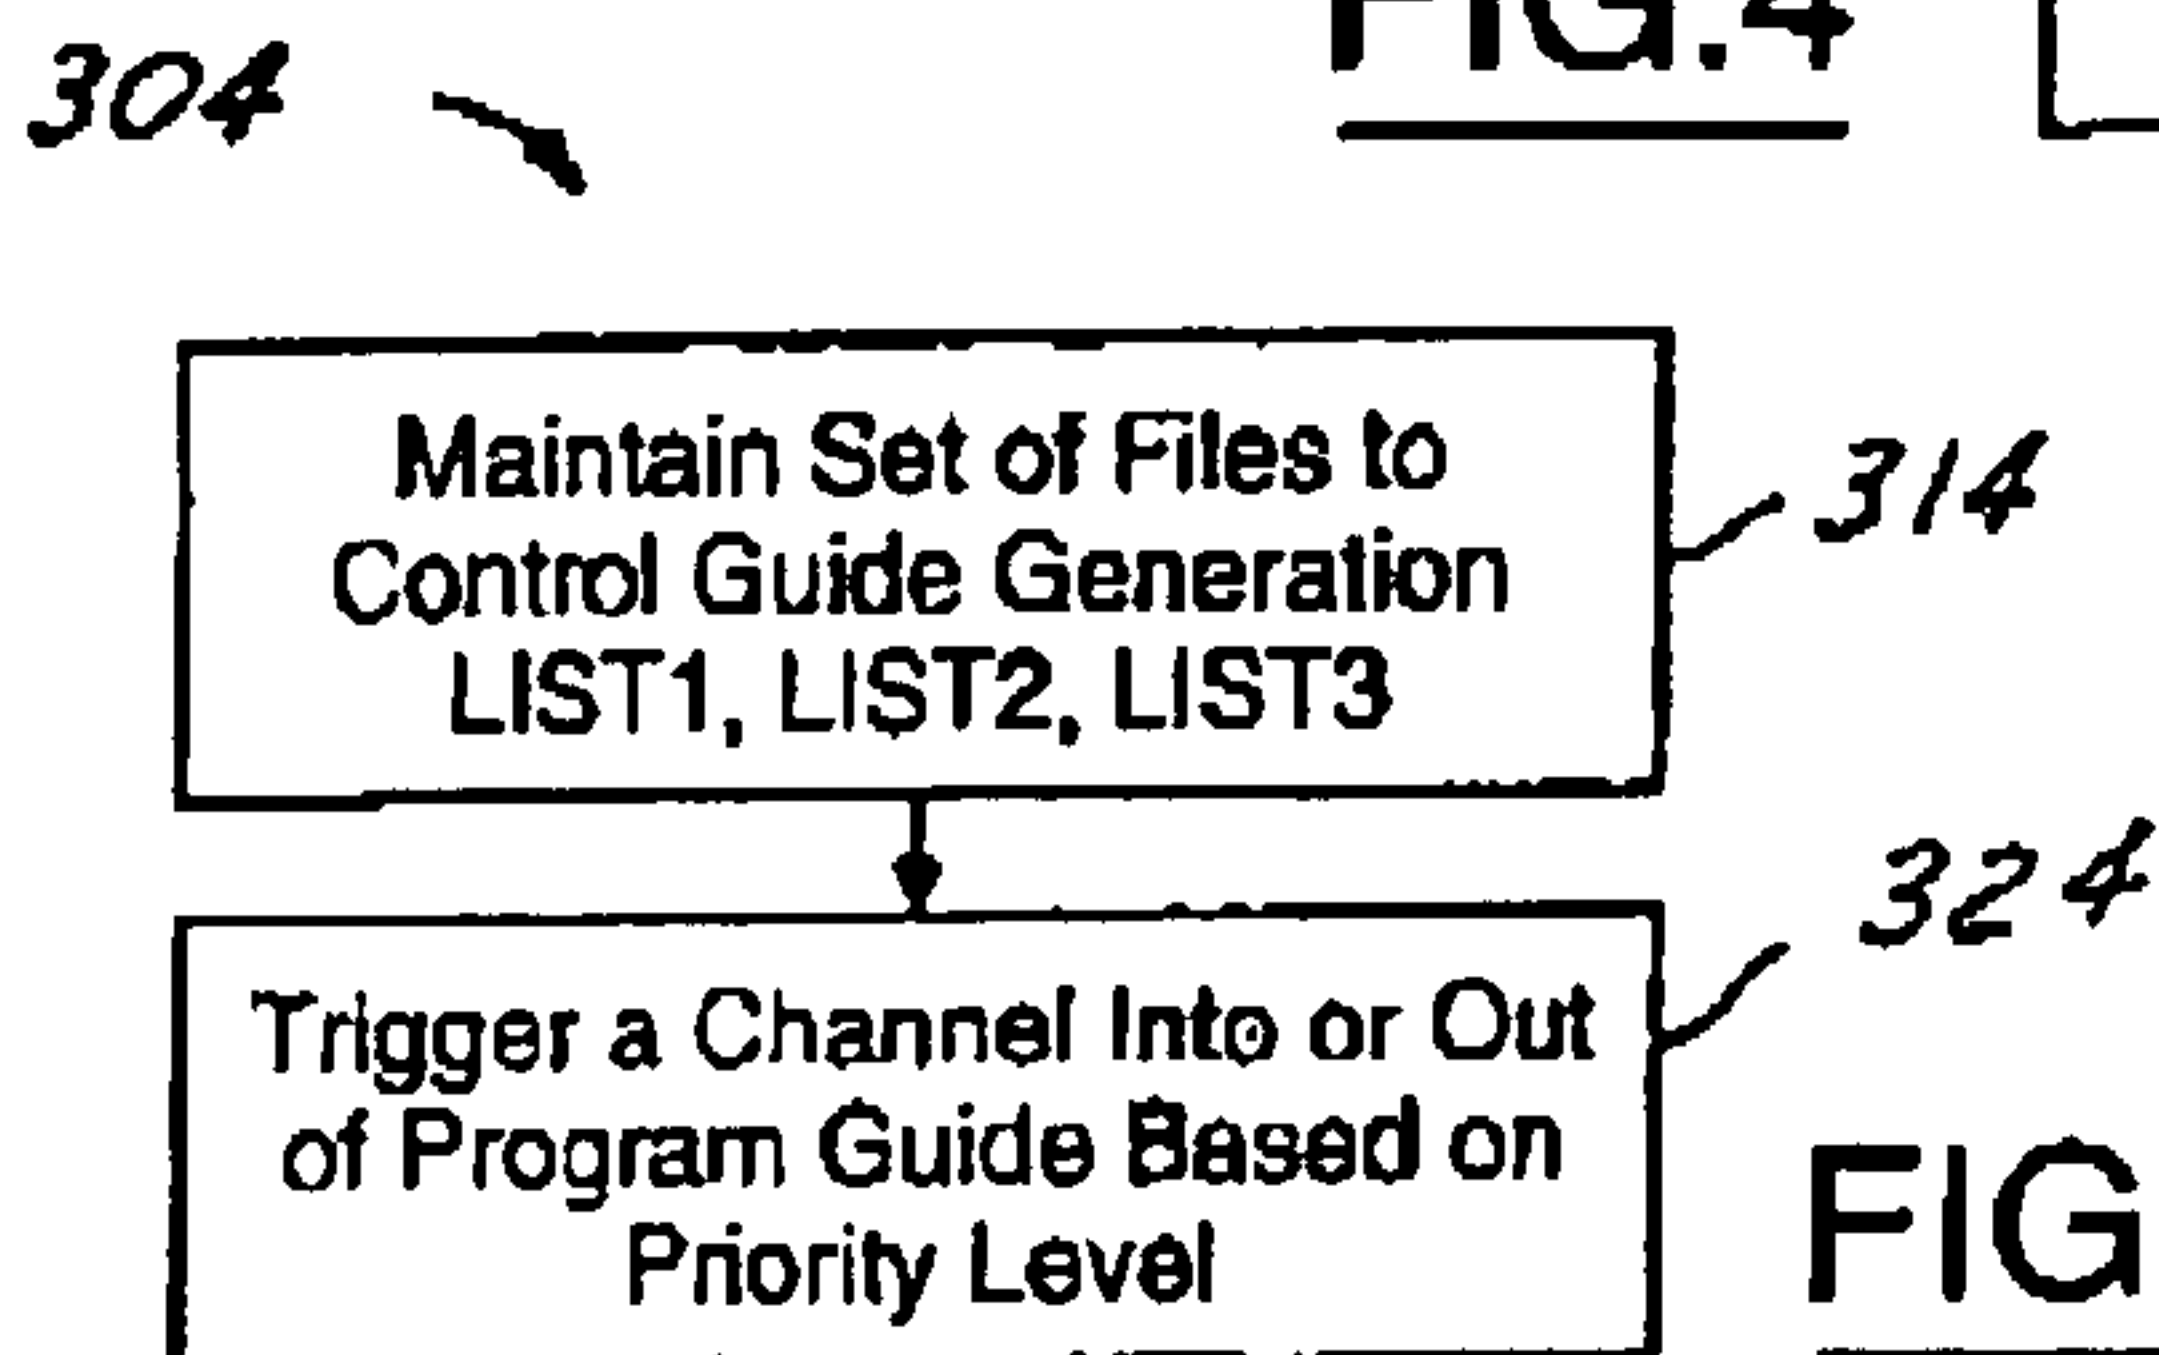 FIG.4
304
Maintain Set of Files to
Control Guide Generation
LIST1, LIST2, LIST3
314
324
Trigger a Channel Into or Out
of Program Guide Based on
Priority Level
FIG